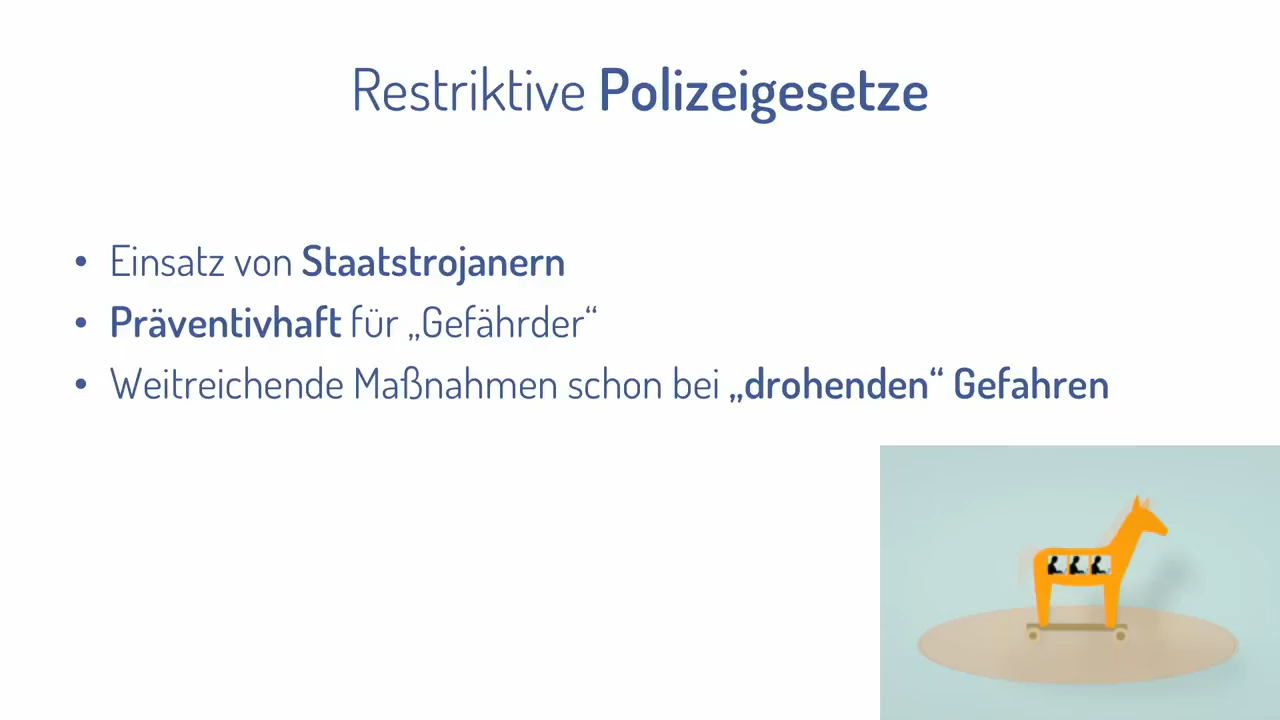 Restriktive Polizeigesetze
• Einsatz von Staatstrojanern
• Präventivhaft für „Gefährder“
• Weitreichende Maßnahmen schon bei „drohenden“ Gefahren